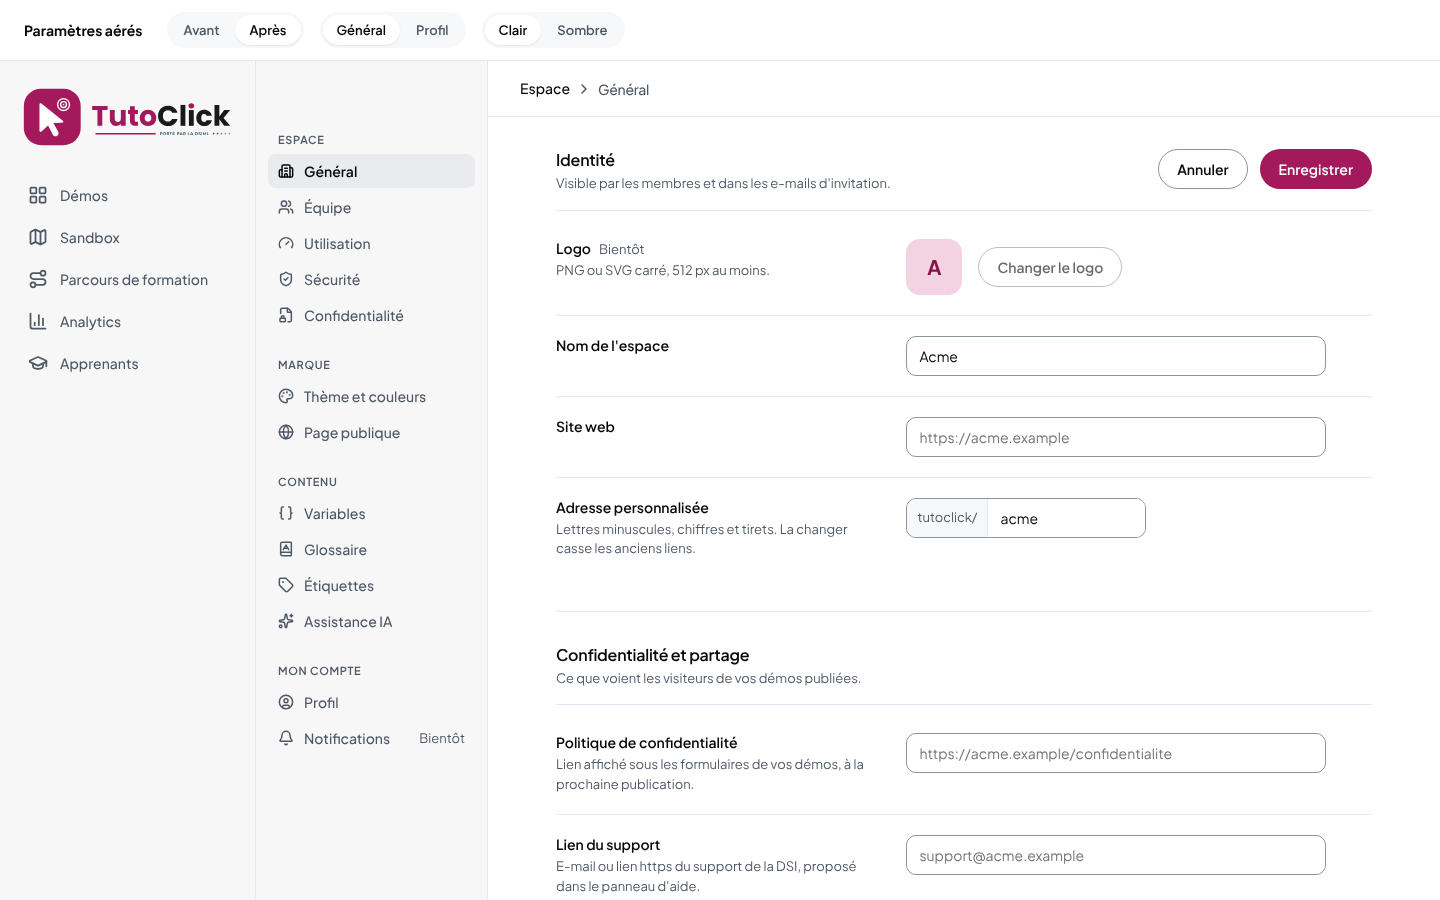 Paramètres aérés
Avant
Après
Général
Profil
Clair
Sombre
TutoClick
PORTÉ PAR LA DSIML
Démos
Sandbox
Parcours de formation
Analytics
Apprenants
ESPACE
Général
Équipe
Utilisation
Sécurité
Confidentialité
MARQUE
Thème et couleurs
Page publique
CONTENU
Variables
Glossaire
Étiquettes
Assistance IA
MON COMPTE
Profil
Notifications Bientôt
Espace > Général
Identité
Visible par les membres et dans les e-mails d'invitation.
Annuler
Enregistrer
Logo Bientôt
PNG ou SVG carré, 512 px au moins.
A
Changer le logo
Nom de l'espace
Acme
Site web
https://acme.example
Adresse personnalisée
Lettres minuscules, chiffres et tirets. La changer
casse les anciens liens.
tutoclick/ acme
Confidentialité et partage
Ce que voient les visiteurs de vos démos publiées.
Politique de confidentialité
Lien affiché sous les formulaires de vos démos, à la
prochaine publication.
https://acme.example/confidentialite
Lien du support
E-mail ou lien https du support de la DSI, proposé
dans le panneau d'aide.
support@acme.example